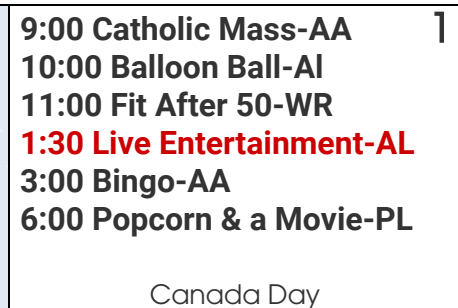 9:00 Catholic Mass-AA 1
10:00 Balloon Ball-Al
11:00 Fit After 50-WR
1:30 Live Entertainment-AL
3:00 Bingo-AA
6:00 Popcorn & a Movie-PL
Canada Day